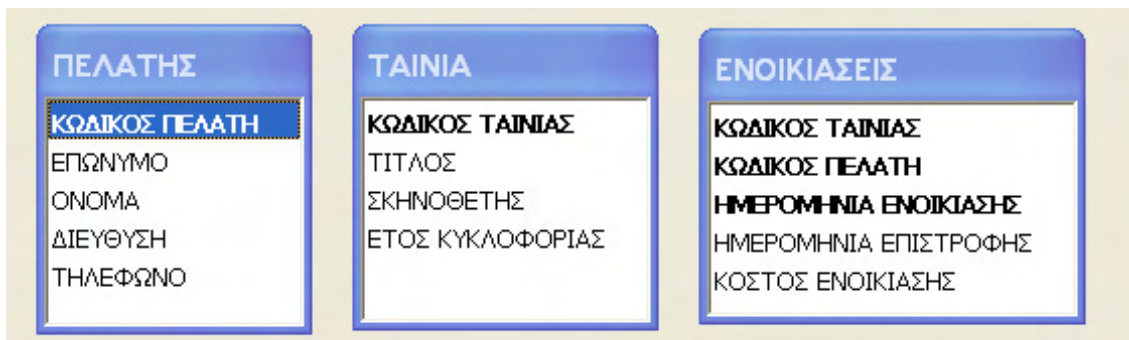 ΠΕΛΑΤΗΣ
ΚΩΔΙΚΟΣ ΠΕΛΑΤΗ
ΕΠΩΝΥΜΟ
ΟΝΟΜΑ
ΔΙΕΥΘΥΣΗ
ΤΗΛΕΦΩΝΟ
ΤΑΙΝΙΑ
ΚΩΔΙΚΟΣ ΤΑΙΝΙΑΣ
ΤΙΤΛΟΣ
ΣΚΗΝΟΘΕΤΗΣ
ΕΤΟΣ ΚΥΚΛΟΦΟΡΙΑΣ
ΕΝΟΙΚΙΑΣΕΙΣ
ΚΩΔΙΚΟΣ ΤΑΙΝΙΑΣ
ΚΩΔΙΚΟΣ ΠΕΛΑΤΗ
ΗΜΕΡΟΜΗΝΙΑ ΕΝΟΙΚΙΑΣΗΣ
ΗΜΕΡΟΜΗΝΙΑ ΕΠΙΣΤΡΟΦΗΣ
ΚΟΣΤΟΣ ΕΝΟΙΚΙΑΣΗΣ